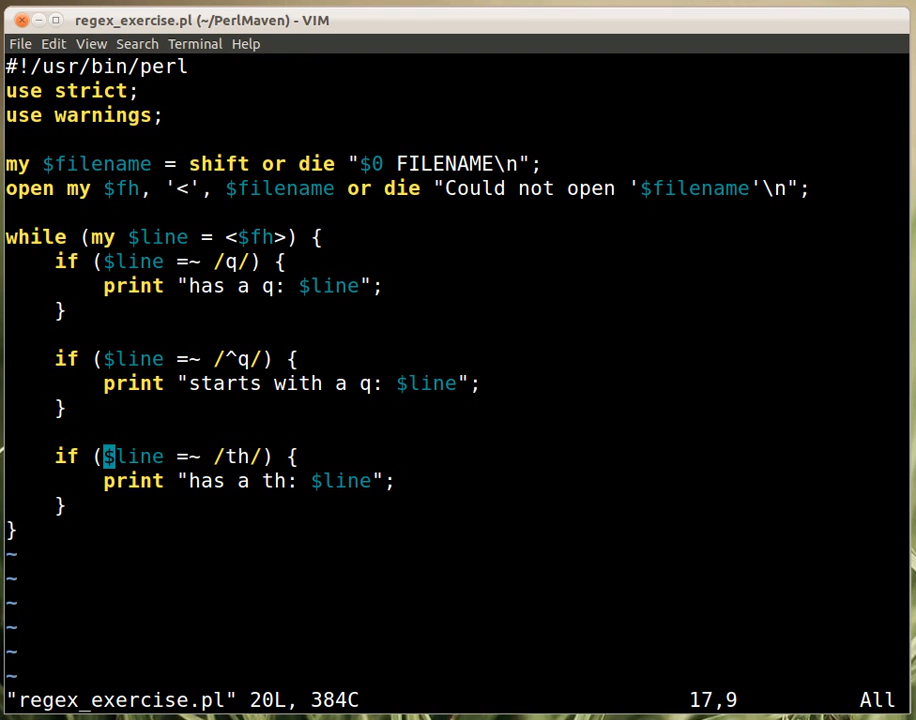 regex_exercise.pl (~/PerlMaven) - VIM
File Edit View Search Terminal Help
#!/usr/bin/perl
use strict;
use warnings;

my $filename = shift or die "$0 FILENAME\n";
open my $fh, '<', $filename or die "Could not open '$filename'\n";

while (my $line = <$fh>) {
    if ($line =~ /q/) {
        print "has a q: $line";
    }

    if ($line =~ /^q/) {
        print "starts with a q: $line";
    }

    if ($line =~ /th/) {
        print "has a th: $line";
    }
}
~
~
~
~
~
~
"regex_exercise.pl" 20L, 384C 17,9 All